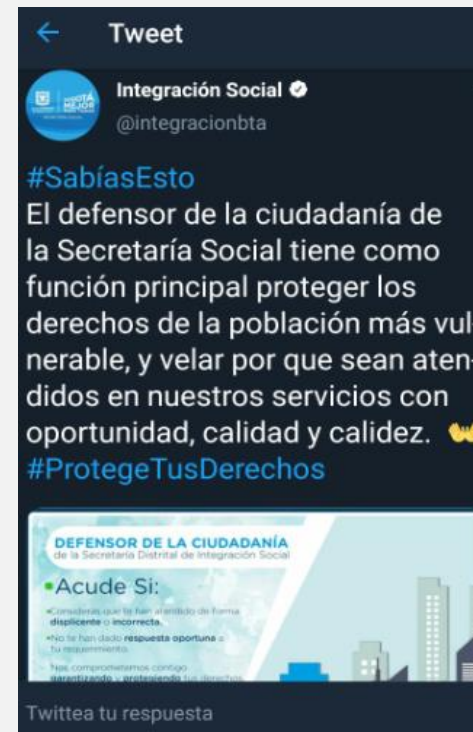 Tweet
Integración Social
@integracionbta
#SabíasEsto
El defensor de la ciudadanía de
la Secretaría Social tiene como
función principal proteger los
derechos de la población más vul-
nerable, y velar por que sean aten-
didos en nuestros servicios con
oportunidad, calidad y calidez.
#ProtegeTusDerechos
DEFENSOR DE LA CIUDADANÍA
de la Secretaría Distrital de Integración Social
Acude Si:
Consideras que te han atendido de forma
displicente o incorrecta.
No te han dado respuesta oportuna a
tu requerimiento.
Nos comprometemos contigo
garantizando y protegiendo tus derechos
Twittea tu respuesta